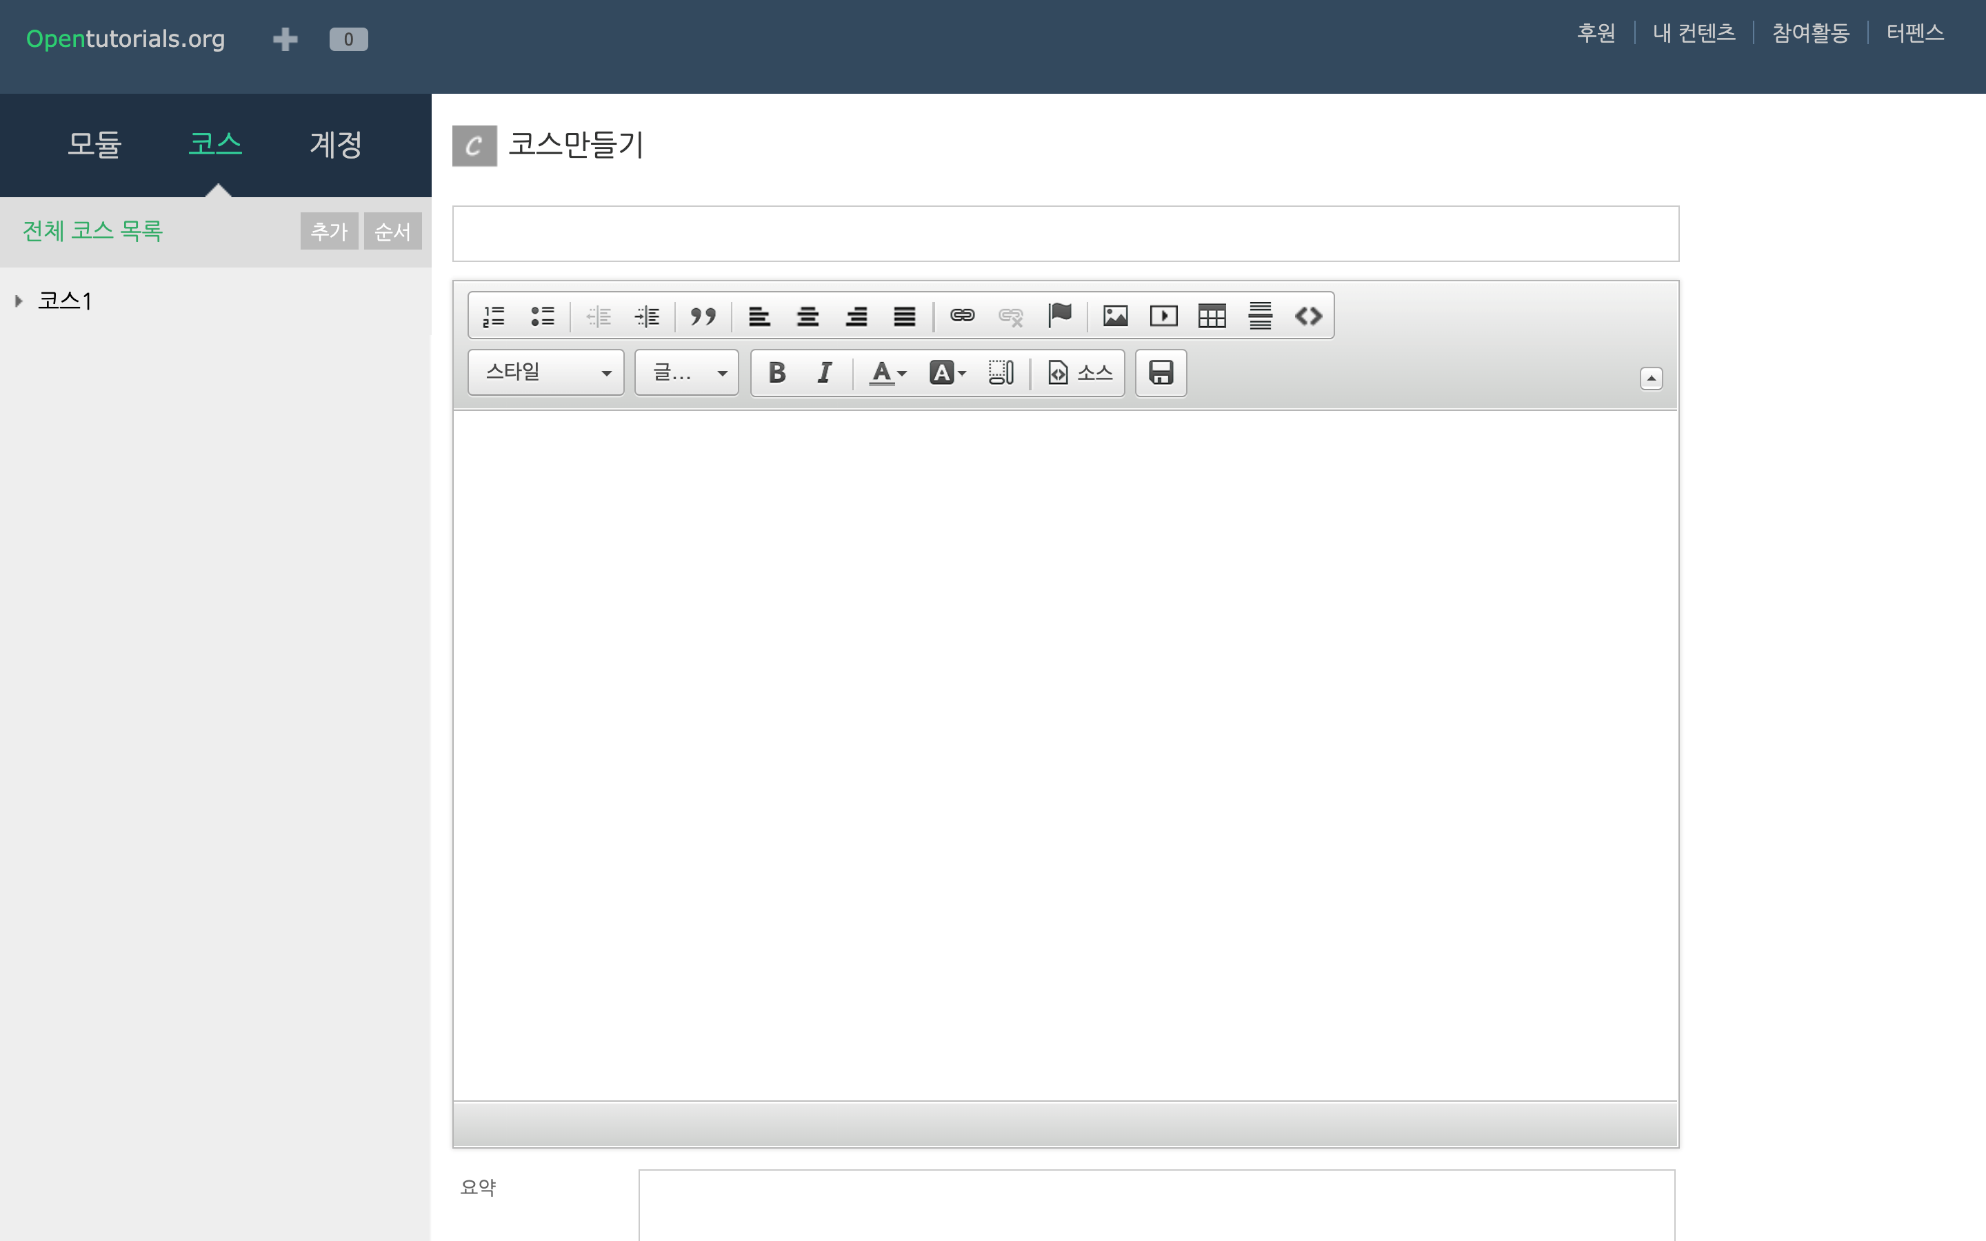 Opentutorials.org 0 후원 내 컨텐츠 참여활동 터펜스
모듈 코스 계정
C 코스만들기
전체 코스 목록 추가 순서
코스1
스타일 글... B I A A 소스
요약